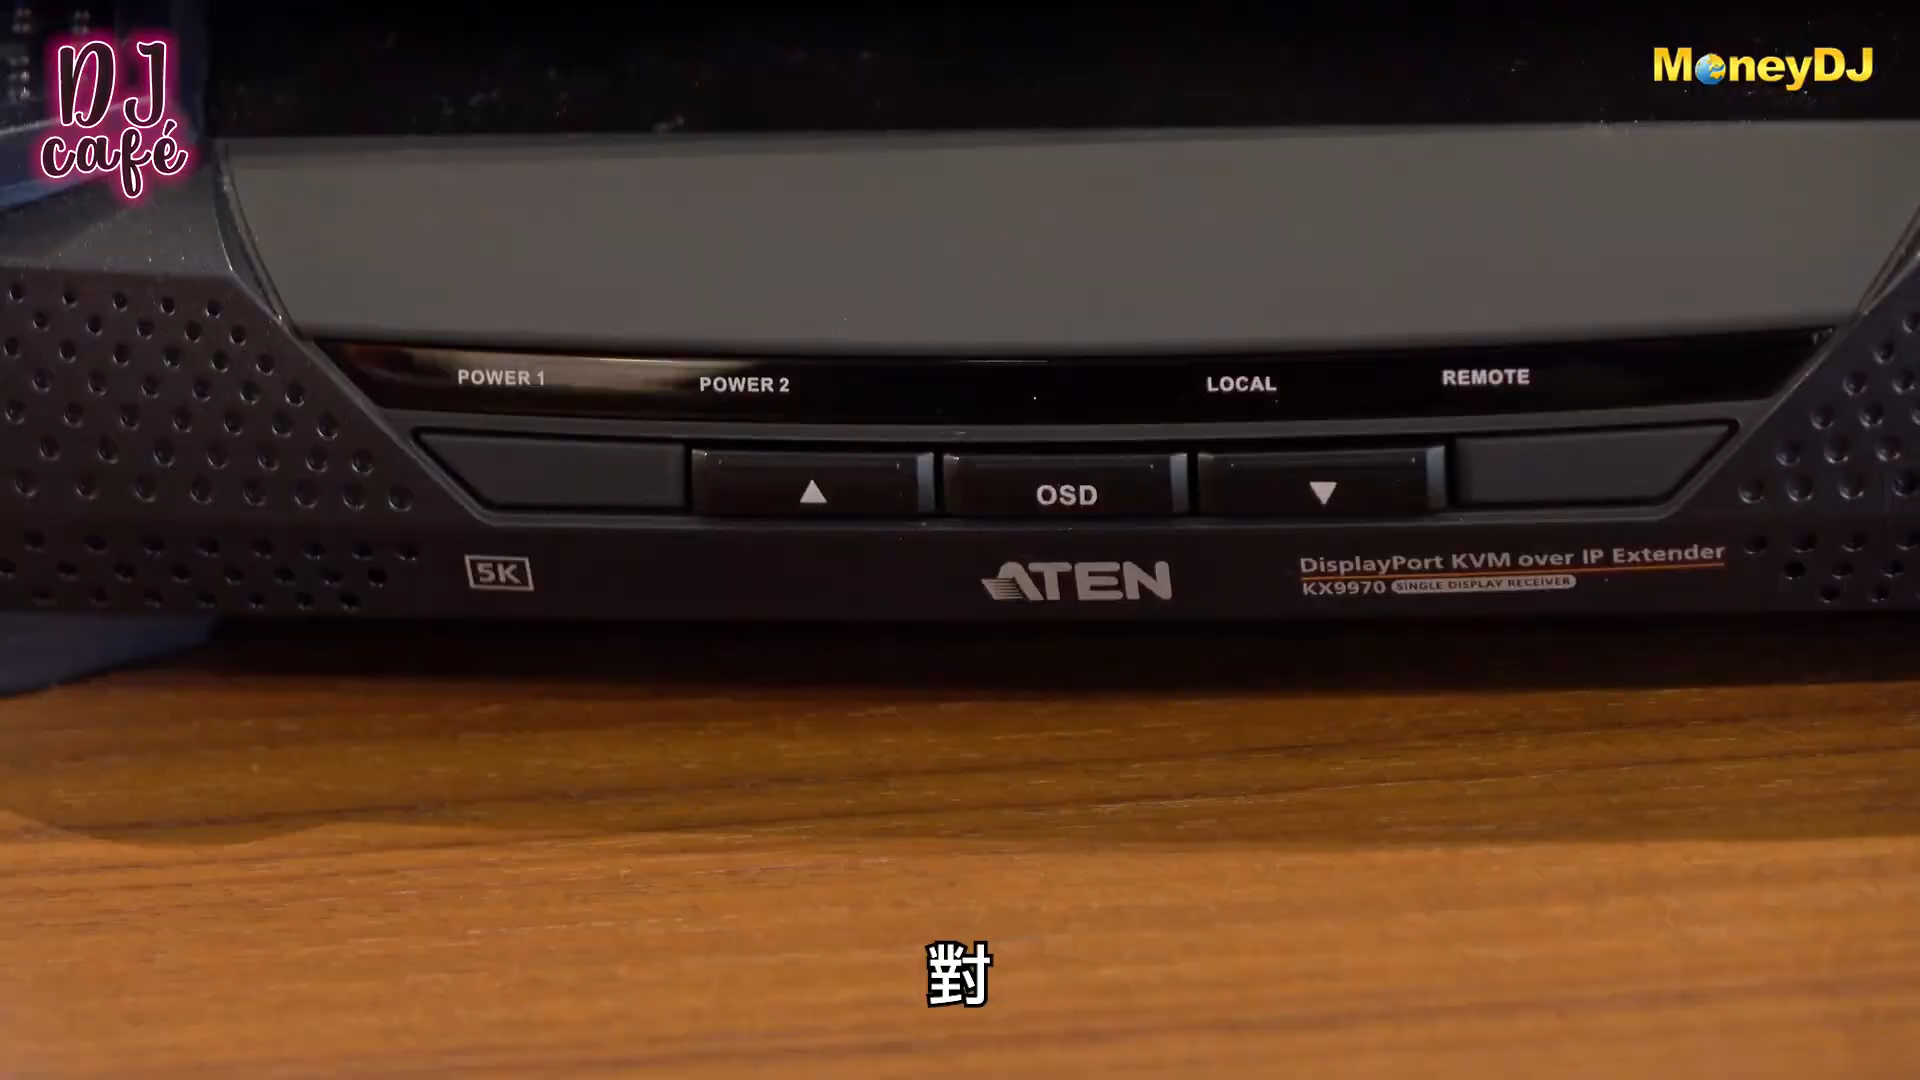 DJ
café
MoneyDJ
POWER 1
POWER 2
LOCAL
REMOTE
▲
OSD
▼
5K
ATEN
DisplayPort KVM over IP Extender
KX9970 SINGLE DISPLAY RECEIVER
對